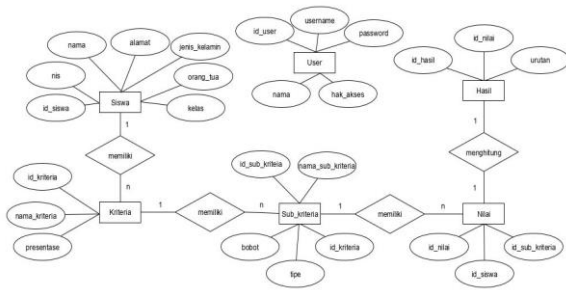 username
id_user
password
User
nama
hak_akses
nama
alamat
jenis_kelamin
nis
orang_tua
id_siswa
Siswa
kelas
1
memiliki
n
id_nilai
id_hasil
urutan
Hasil
1
menghitung
1
id_kriteria
nama_kriteria
Kriteria
presentase
1
memiliki
n
id_sub_kriteia
nama_sub_kriteria
Sub_kriteria
bobot
id_kriteria
tipe
1
memiliki
n
Nilai
id_nilai
id_sub_kriteria
id_siswa